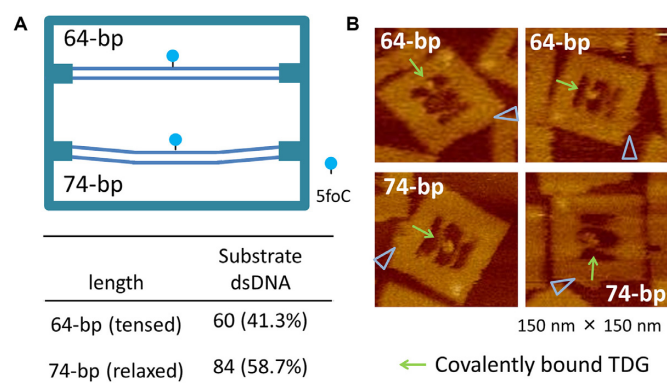 A
64-bp
74-bp
5foC
length
Substrate
dsDNA
64-bp (tensed) 60 (41.3%)
74-bp (relaxed) 84 (58.7%)
B
64-bp
64-bp
74-bp
74-bp
150 nm × 150 nm
Covalently bound TDG